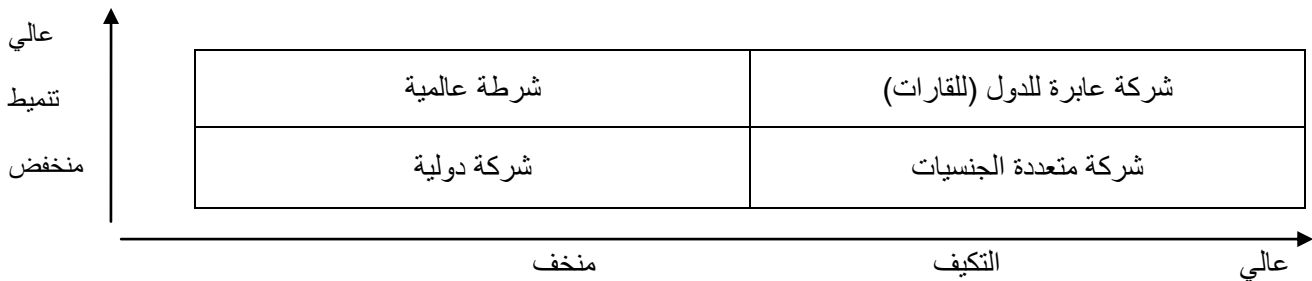 عالي
شركة عابرة للدول (للقارات)
شرطة عالمية
تنميط
شركة متعددة الجنسيات
شركة دولية
منخفض
عالي
التكيف
منخف